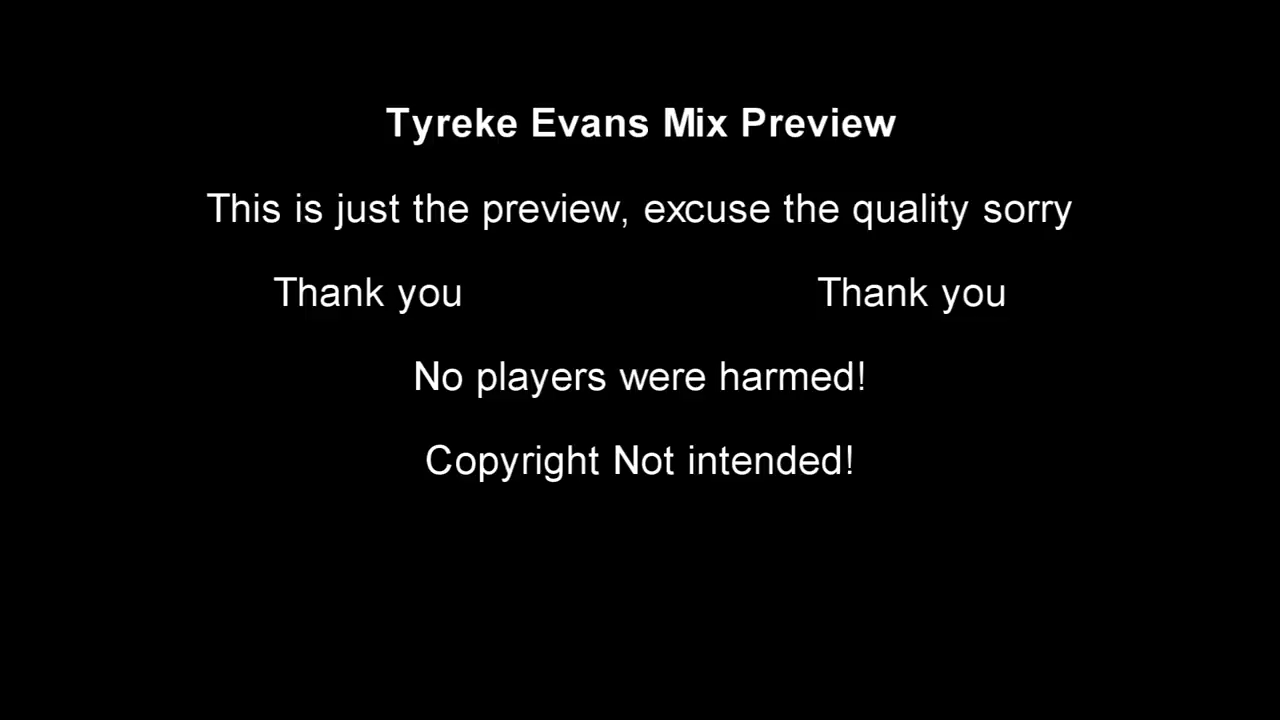 Tyreke Evans Mix Preview
This is just the preview, excuse the quality sorry
Thank you Thank you
No players were harmed!
Copyright Not intended!